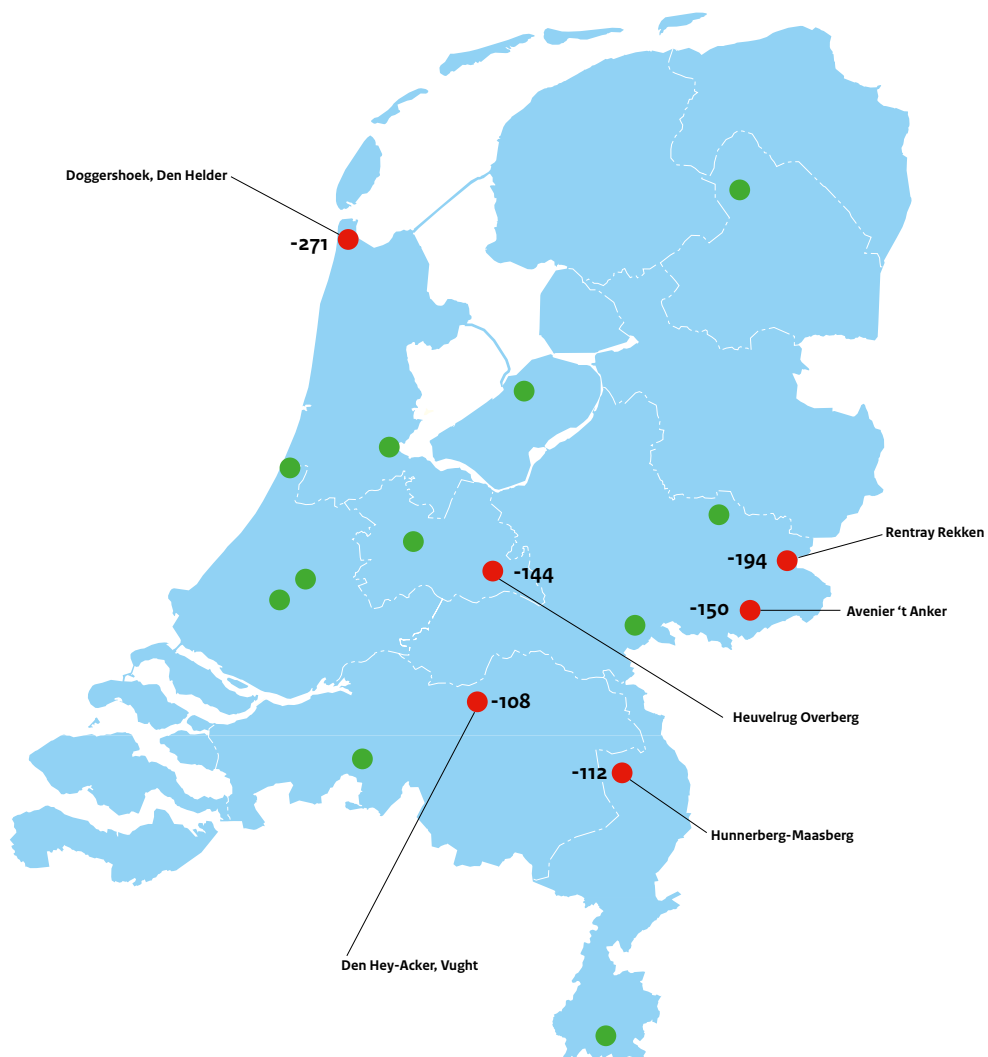 Doggershoek, Den Helder
-271
Rentray Rekken
-194
-144
-150
Avenier ‘t Anker
-108
Heuvelrug Overberg
-112
Hunnerberg-Maasberg
Den Hey-Acker, Vught